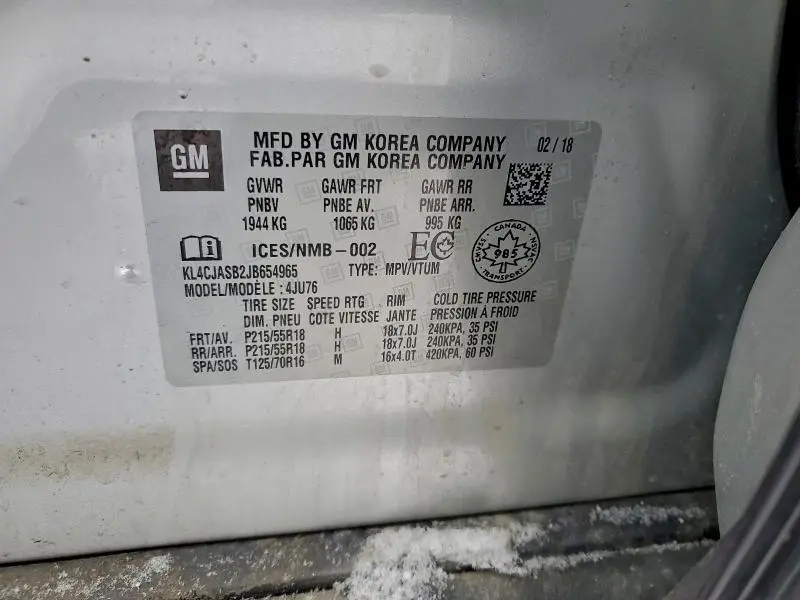 GM
MFD BY GM KOREA COMPANY 02 / 18
FAB.PAR GM KOREA COMPANY
GVWR GAWR FRT GAWR RR
PNBV PNBE AV. PNBE ARR.
1944 KG 1065 KG 995 KG
i ICES/NMB-002 EC
CANADA
985
TRANSPORT
KL4CJASB2JB654965 TYPE: MPV/VTUM
MODEL/MODÈLE : 4JU76
TIRE SIZE SPEED RTG RIM COLD TIRE PRESSURE
DIM. PNEU COTE VITESSE JANTE PRESSION À FROID
FRT/AV. P215/55R18 H 18x7.0J 240KPA, 35 PSI
RR/ARR. P215/55R18 H 18x7.0J 240KPA, 35 PSI
SPA/SOS T125/70R16 M 16x4.0T 420KPA, 60 PSI